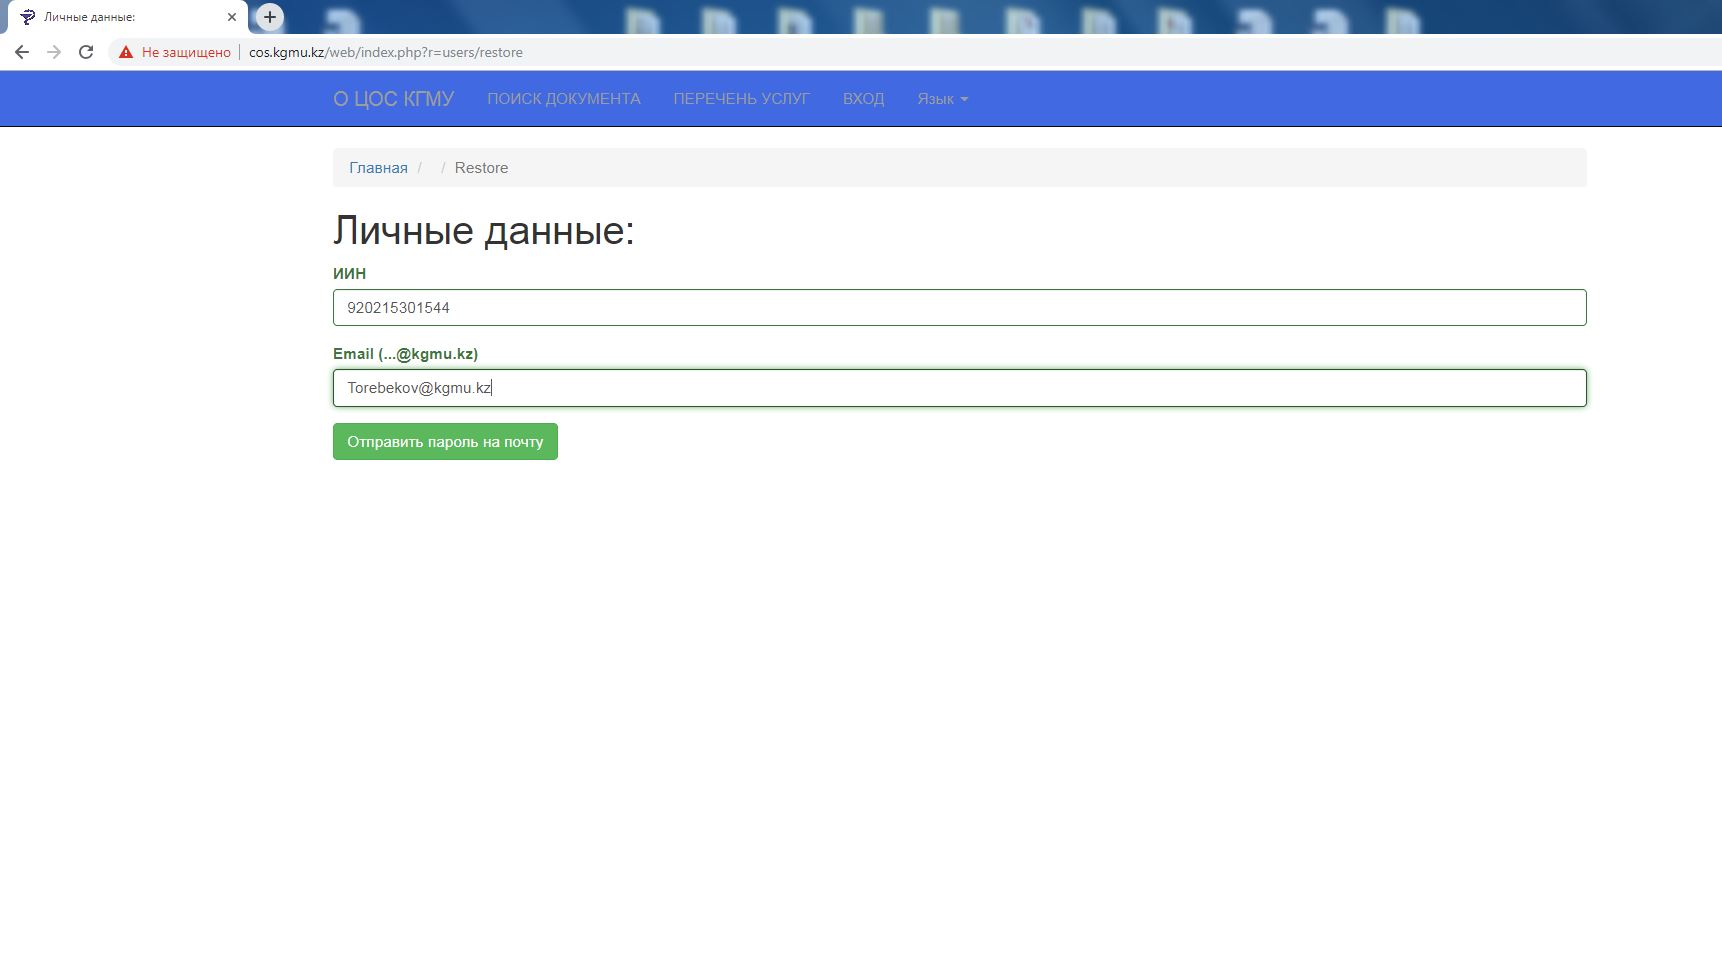 Личные данные:
Не защищено cos.kgmu.kz/web/index.php?r=users/restore
О ЦОС КГМУ ПОИСК ДОКУМЕНТА ПЕРЕЧЕНЬ УСЛУГ ВХОД Язык
Главная / / Restore
Личные данные:
ИИН
920215301544
Email (...@kgmu.kz)
Torebekov@kgmu.kz
Отправить пароль на почту